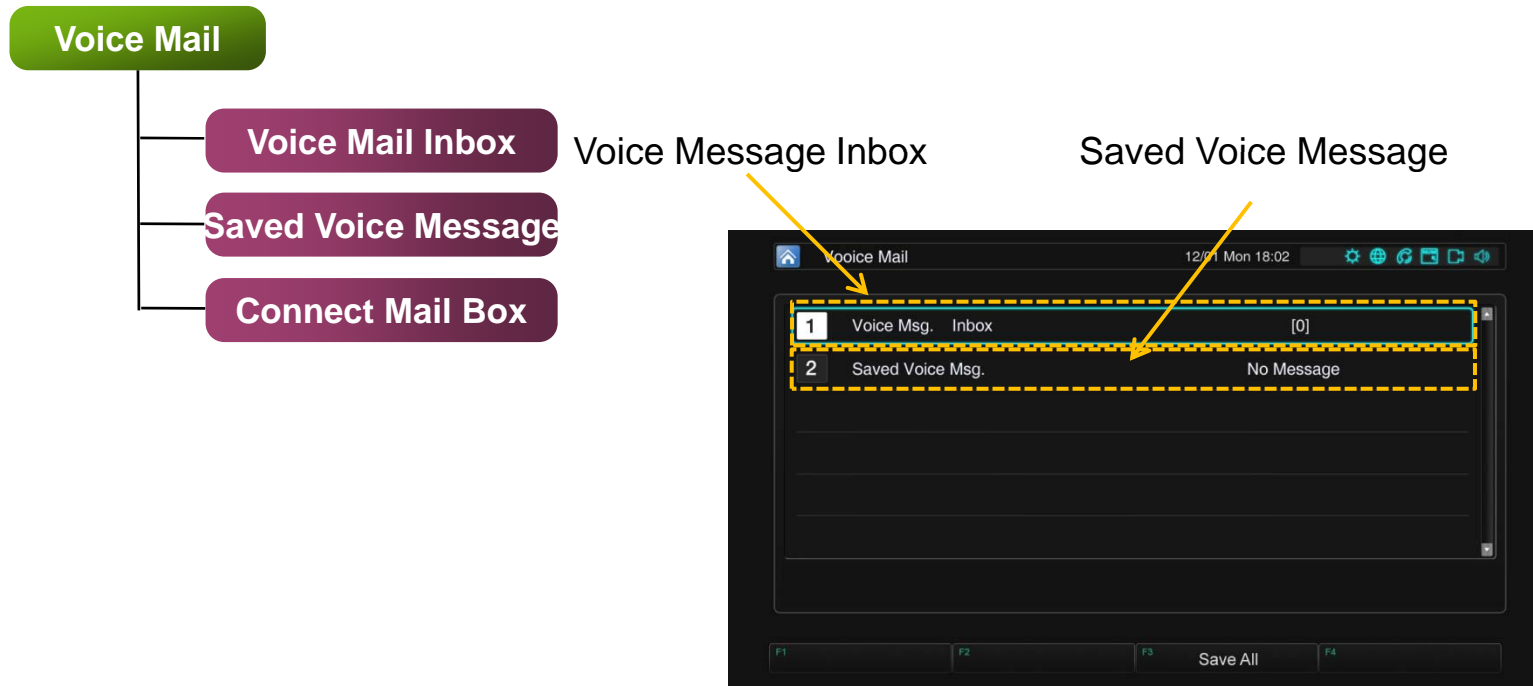 Voice Mail
Voice Mail Inbox
Saved Voice Message
Connect Mail Box
Voice Message Inbox
Saved Voice Message
Vooice Mail 12/01 Mon 18:02
1 Voice Msg. Inbox [0]
2 Saved Voice Msg. No Message
F1 F2 F3 Save All F4